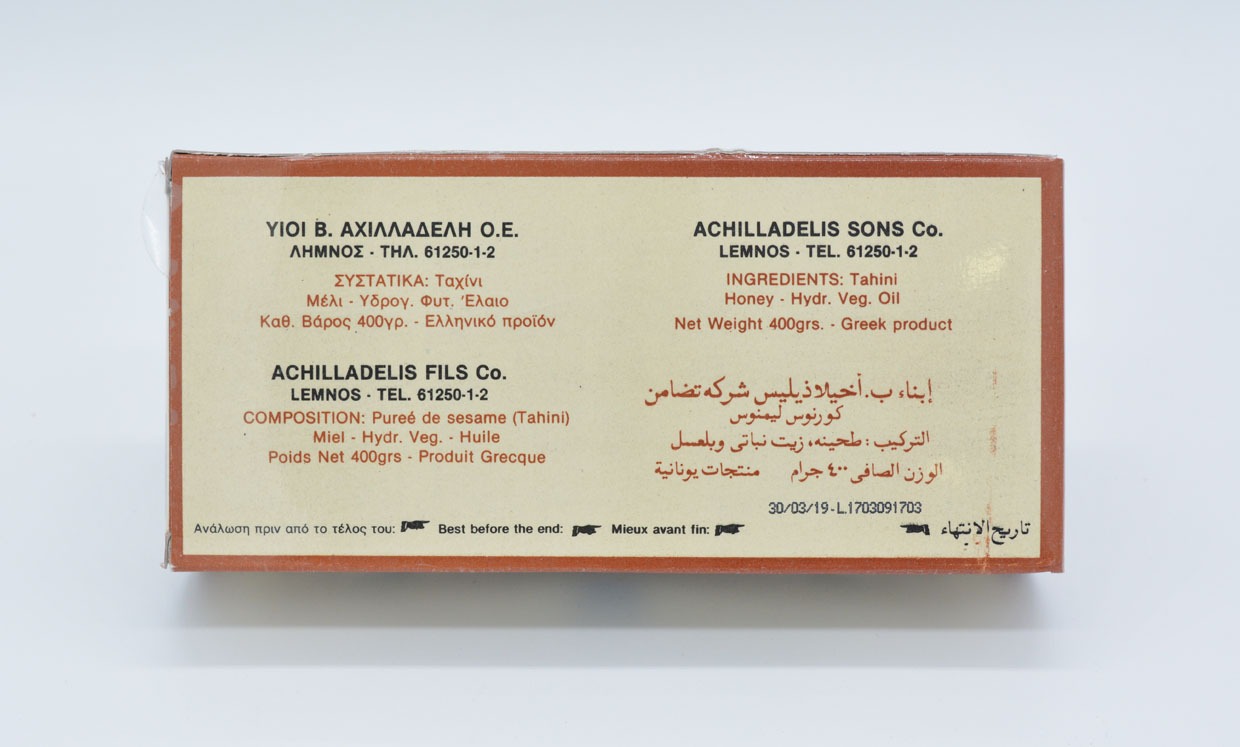 ΥΙΟΙ Β. ΑΧΙΛΛΑΔΕΛΗ Ο.Ε.
ΛΗΜΝΟΣ - ΤΗΛ. 61250-1-2
ΣΥΣΤΑΤΙΚΑ: Ταχίνι
Μέλι - Υδρογ. Φυτ. Έλαιο
Καθ. Βάρος 400γρ. - Ελληνικό προϊόν
ACHILLADELIS FILS Co.
LEMNOS - TEL. 61250-1-2
COMPOSITION: Pureé de sesame (Tahini)
Miel - Hydr. Veg. - Huile
Poids Net 400grs - Produit Grecque
ACHILLADELIS SONS Co.
LEMNOS - TEL. 61250-1-2
INGREDIENTS: Tahini
Honey - Hydr. Veg. Oil
Net Weight 400grs. - Greek product
إبناء ب. أخيلاذيليس شركه تضامن
كورنوس ليمنوس
التركيب: طحينه، زيت نباتى وبلعسل
الوزن الصافى ٤٠٠ جرام منتجات يونانية
30/03/19-L.1703091703
Ανάλωση πριν από το τέλος του: Best before the end: Mieux avant fin: تاريخ الانتهاء